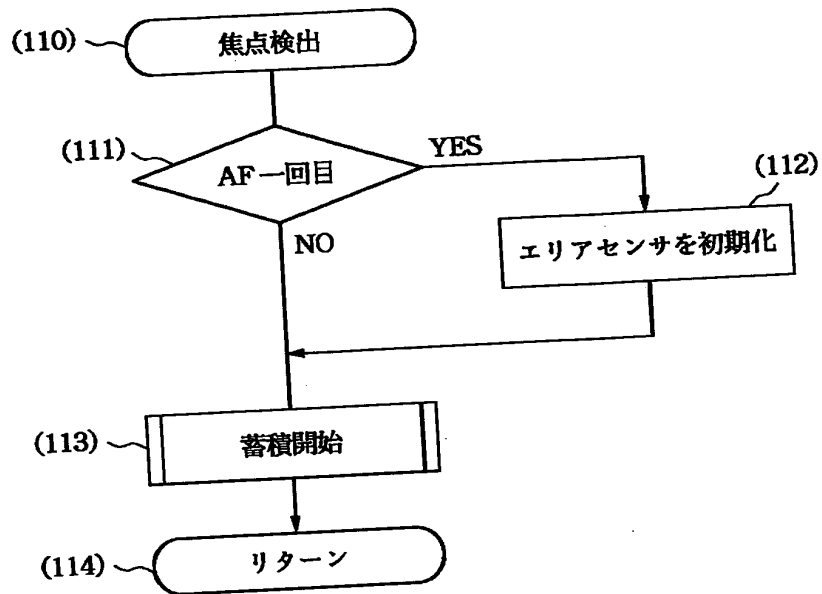 (110)
焦点検出
(111)
AF一回目
YES
(112)
エリアセンサを初期化
NO
(113)
蓄積開始
(114)
リターン